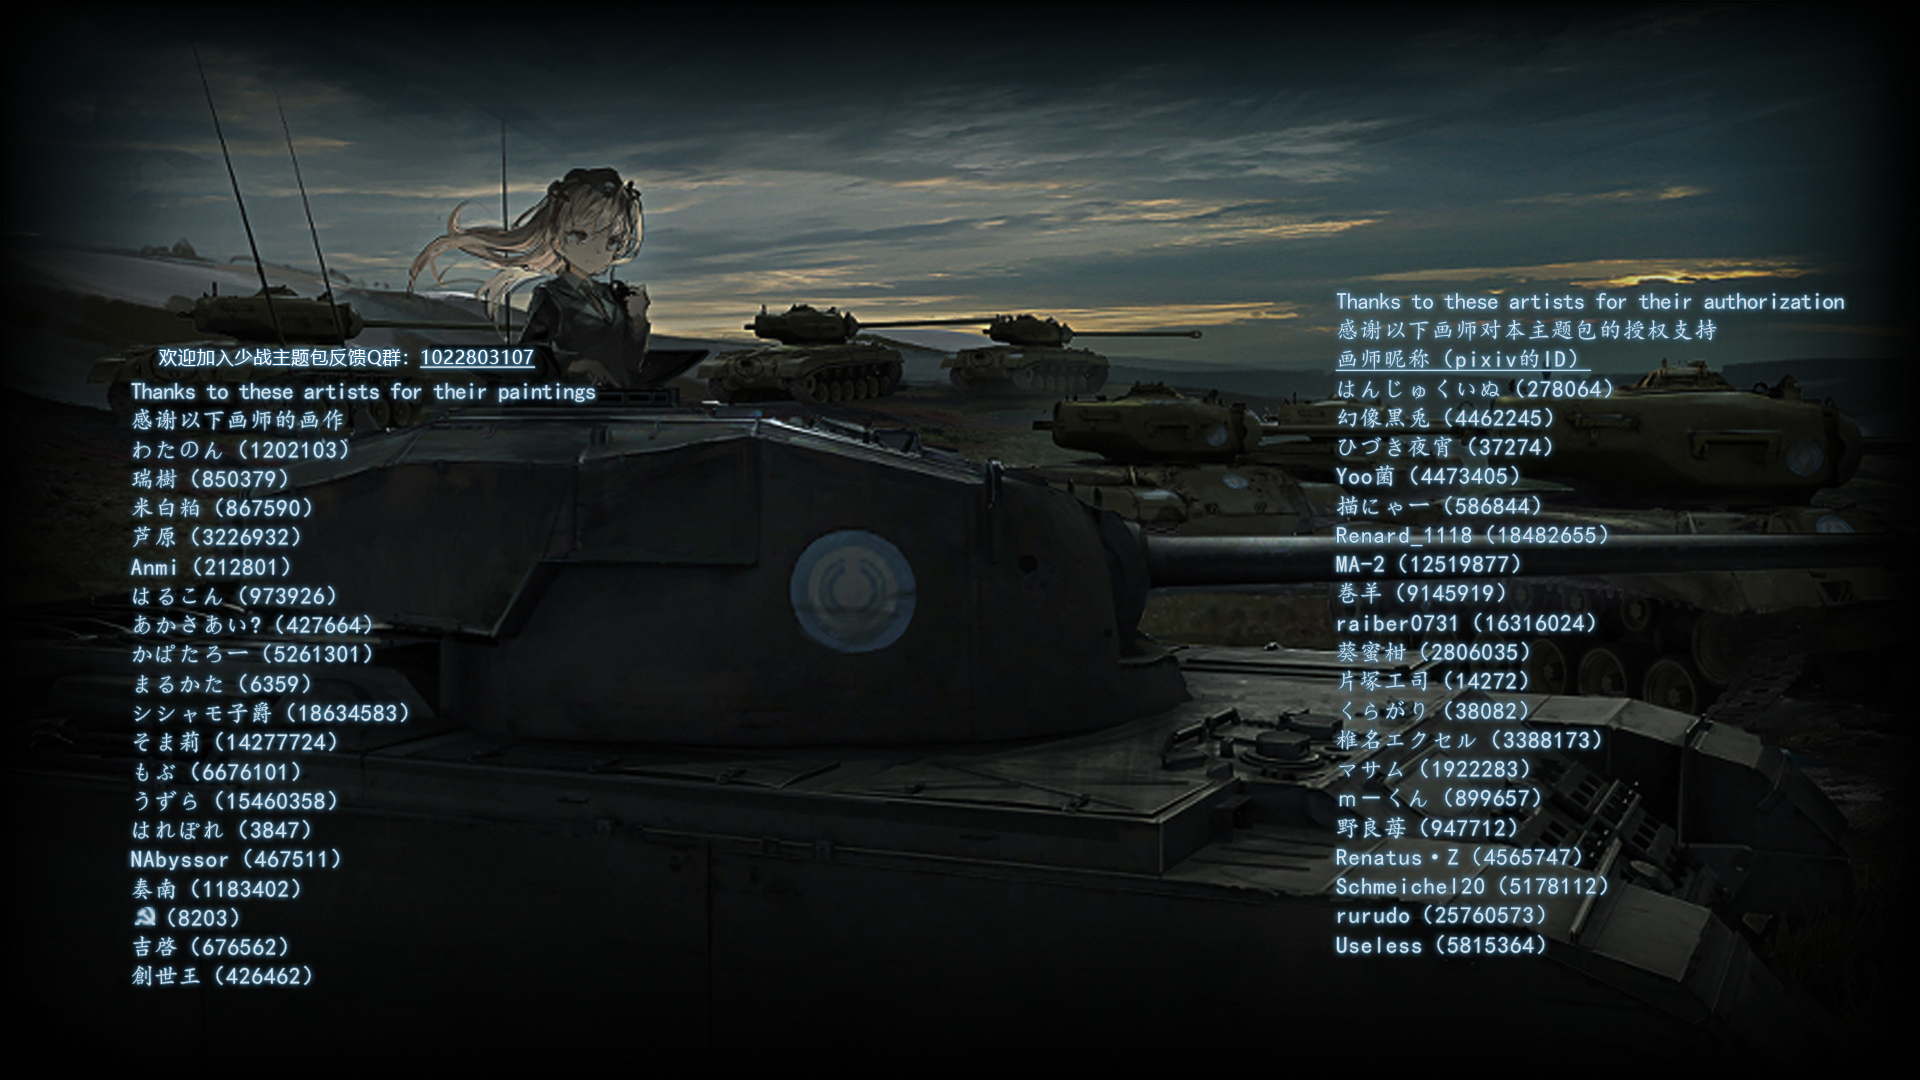 欢迎加入少战主题包反馈Q群：1022803107
Thanks to these artists for their paintings
感谢以下画师的画作
わたのん（1202103）
瑞樹（850379）
米白粕（867590）
芦原（3226932）
Anmi（212801）
はるこん（973926）
あかさあい?（427664）
かぱたろー（5261301）
まるかた（6359）
シシャモ子爵（18634583）
そま莉（14277724）
もぶ（6676101）
うずら（15460358）
はれぽれ（3847）
NAbyssor（467511）
奏南（1183402）
☭（8203）
吉啓（676562）
創世王（426462）
Thanks to these artists for their authorization
感谢以下画师对本主题包的授权支持
画师昵称（pixiv的ID）
はんじゅくいぬ（278064）
幻像黑兎（4462245）
ひづき夜宵（37274）
Yoo菌（4473405）
描にゃー（586844）
Renard_1118（18482655）
MA-2（12519877）
巻羊（9145919）
raiber0731（16316024）
葵蜜柑（2806035）
片塚工司（14272）
くらがり（38082）
椎名エクセル（3388173）
マサム（1922283）
ｍーくん（899657）
野良苺（947712）
Renatus・Z（4565747）
Schmeichel20（5178112）
rurudo（25760573）
Useless（5815364）